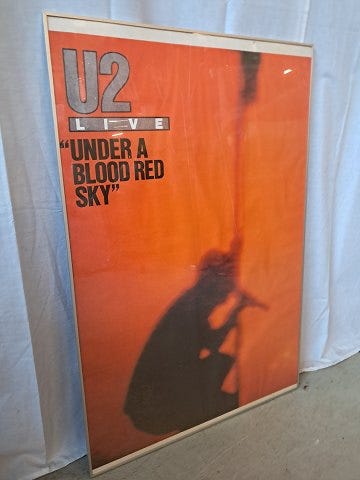 U2
LIVE
“UNDER A
BLOOD RED
SKY”